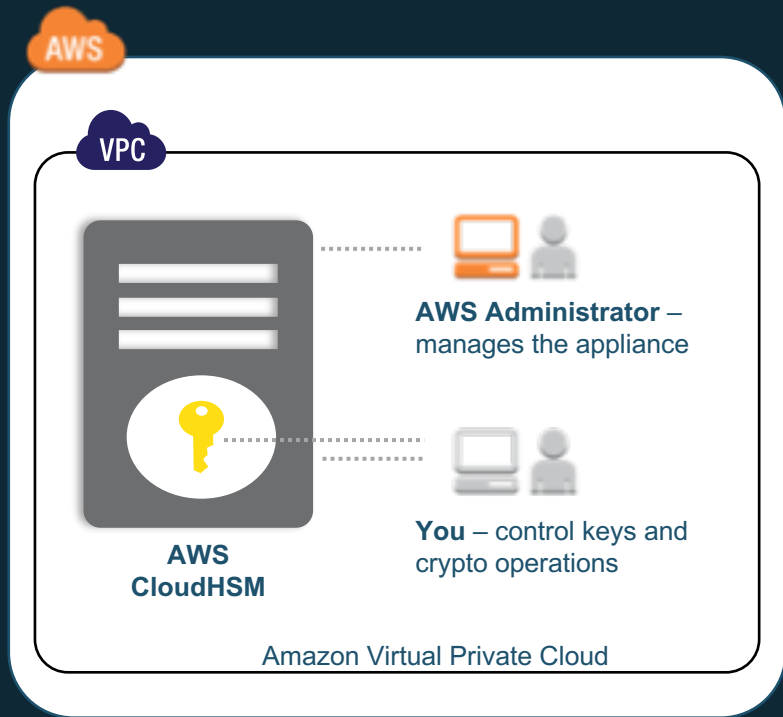 AWS
VPC
AWS Administrator –
manages the appliance
You – control keys and
crypto operations
AWS
CloudHSM
Amazon Virtual Private Cloud